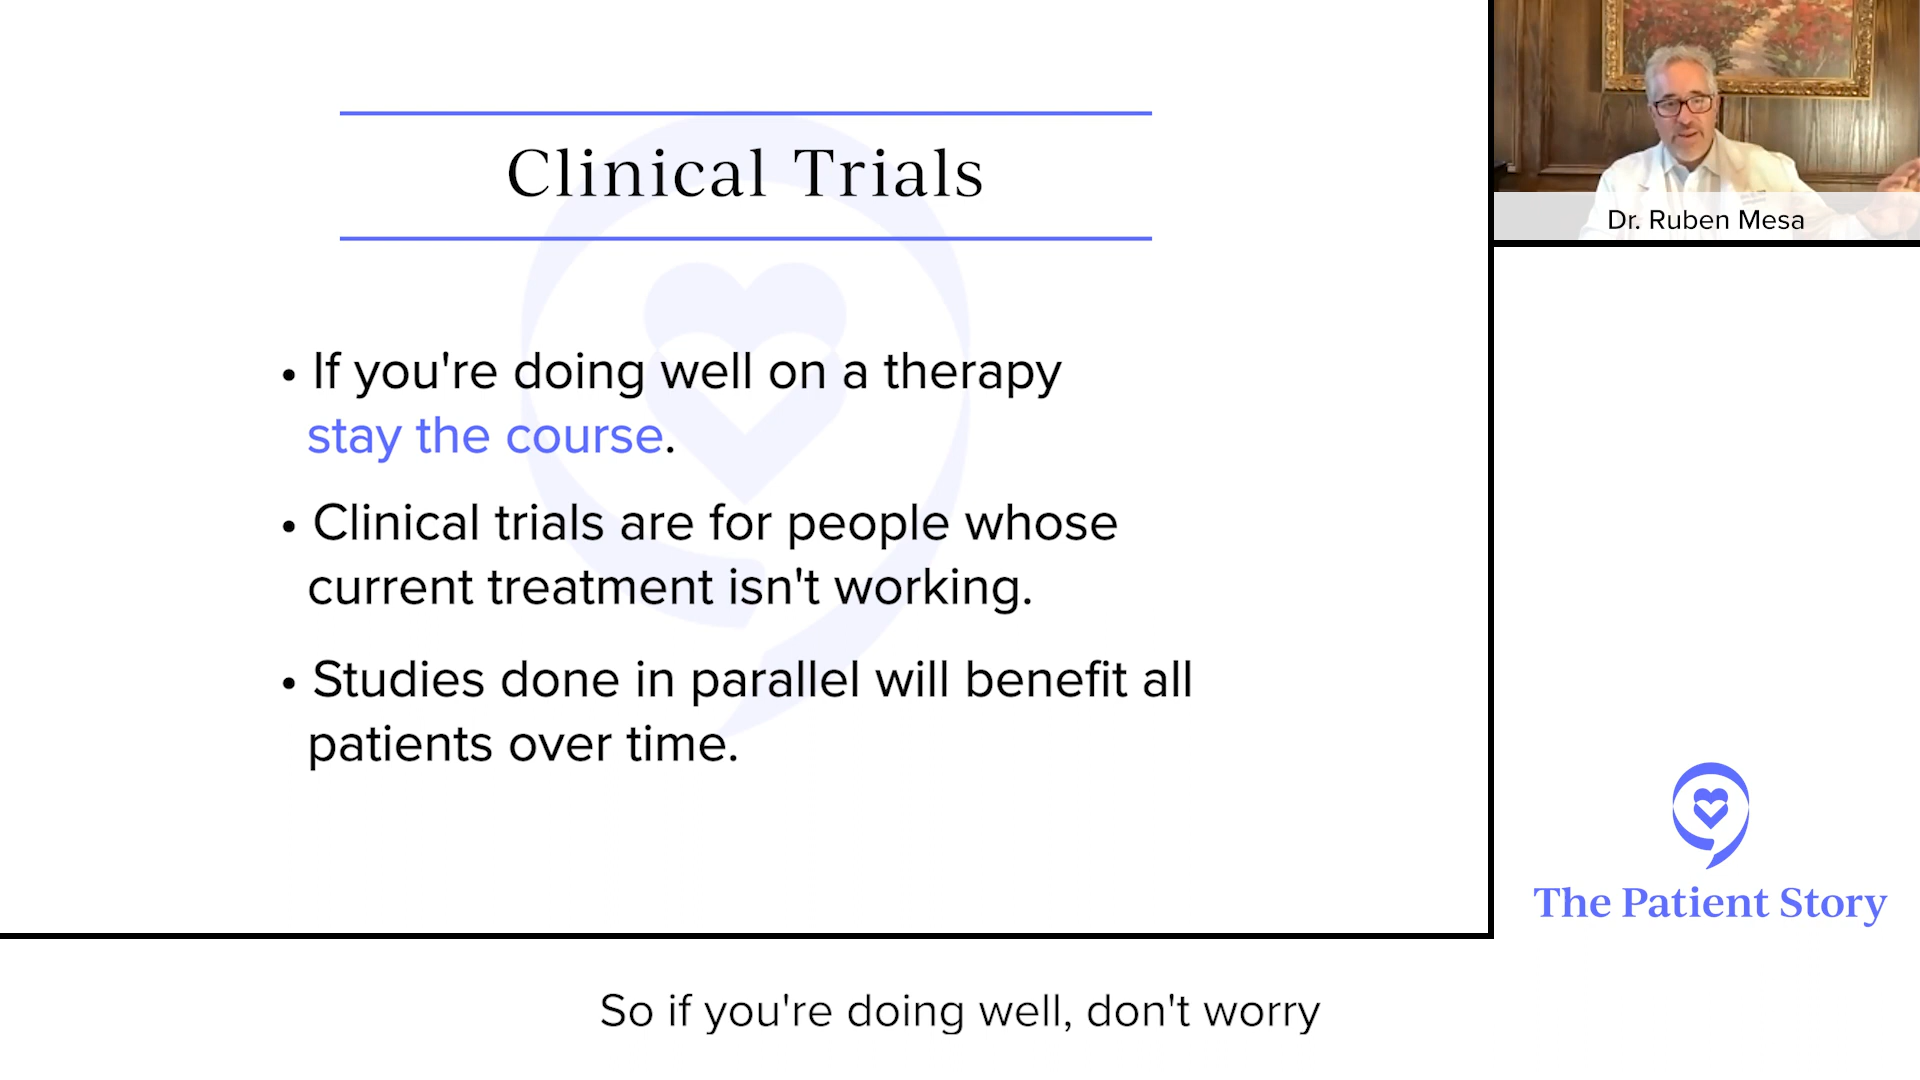 Clinical Trials
• If you're doing well on a therapy
stay the course.
• Clinical trials are for people whose
current treatment isn't working.
• Studies done in parallel will benefit all
patients over time.
Dr. Ruben Mesa
The Patient Story
So if you're doing well, don't worry